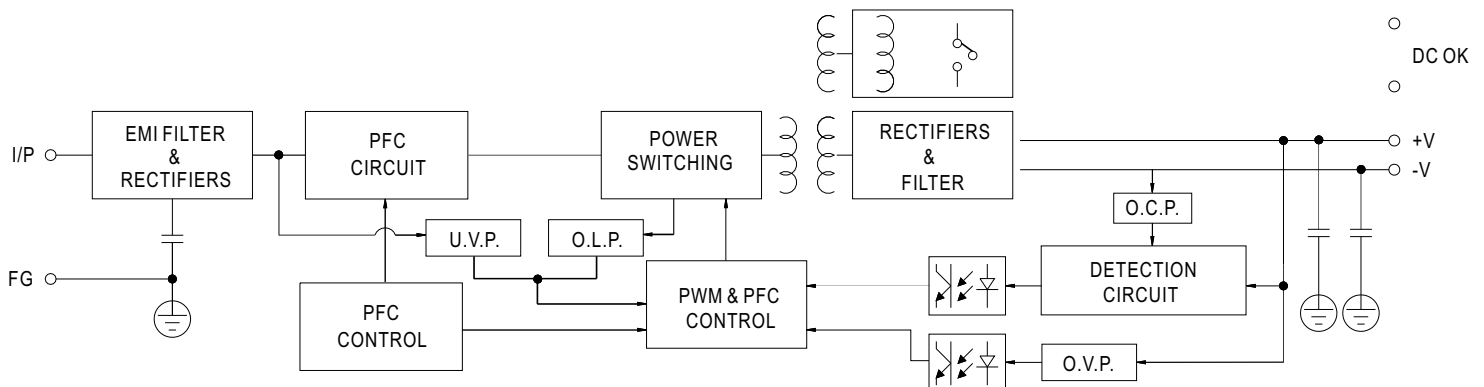 DC OK
I/P
EMI FILTER
&
RECTIFIERS
PFC
CIRCUIT
POWER
SWITCHING
RECTIFIERS
&
FILTER
+V
-V
U.V.P.
O.L.P.
O.C.P.
FG
PFC
CONTROL
PWM & PFC
CONTROL
DETECTION
CIRCUIT
O.V.P.